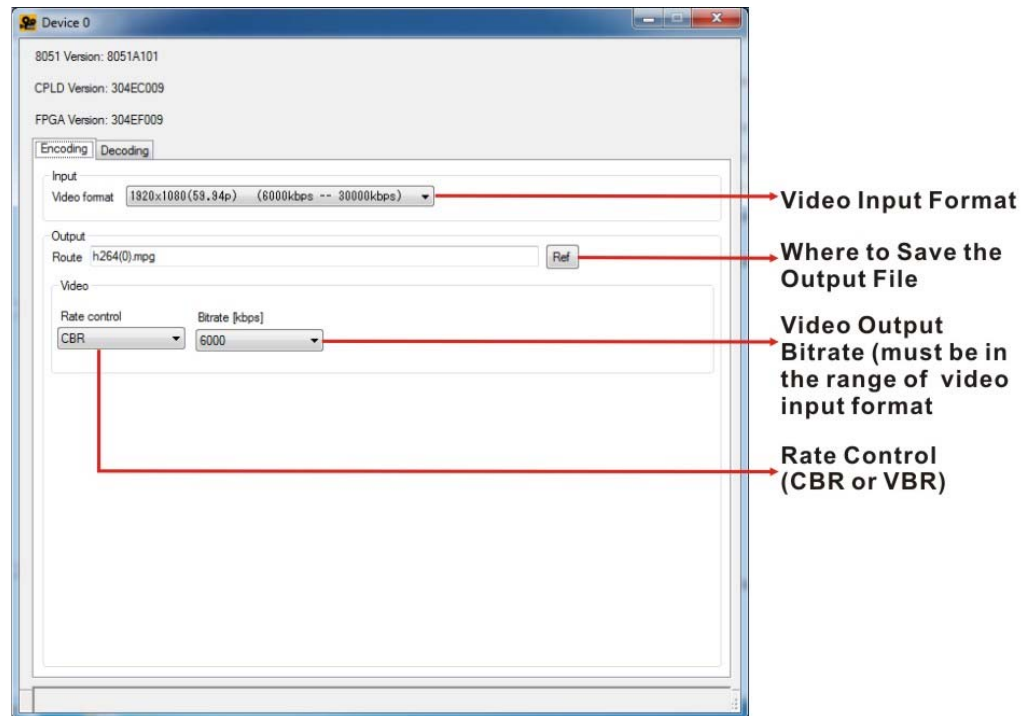 Device 0
8051 Version: 8051A101
CPLD Version: 304EC009
FPGA Version: 304EF009
Encoding Decoding
Input
Video format 1920x1080(59.94p) (6000kbps -- 30000kbps)
Output
Route h264(0).mpg Ref
Video
Rate control Bitrate [kbps]
CBR 6000
Video Input Format
Where to Save the
Output File
Video Output
Bitrate (must be in
the range of video
input format
Rate Control
(CBR or VBR)